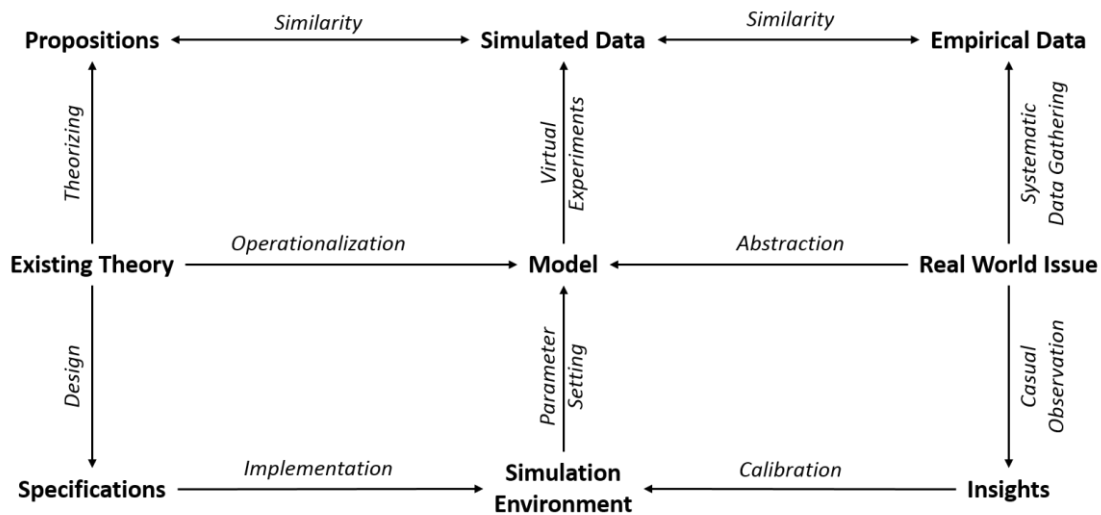 Similarity
Similarity
Propositions
Simulated Data
Empirical Data
Theorizing
Virtual
Experiments
Systematic
Data Gathering
Operationalization
Abstraction
Existing Theory
Model
Real World Issue
Design
Parameter
Setting
Casual
Observation
Implementation
Calibration
Specifications
Simulation
Environment
Insights